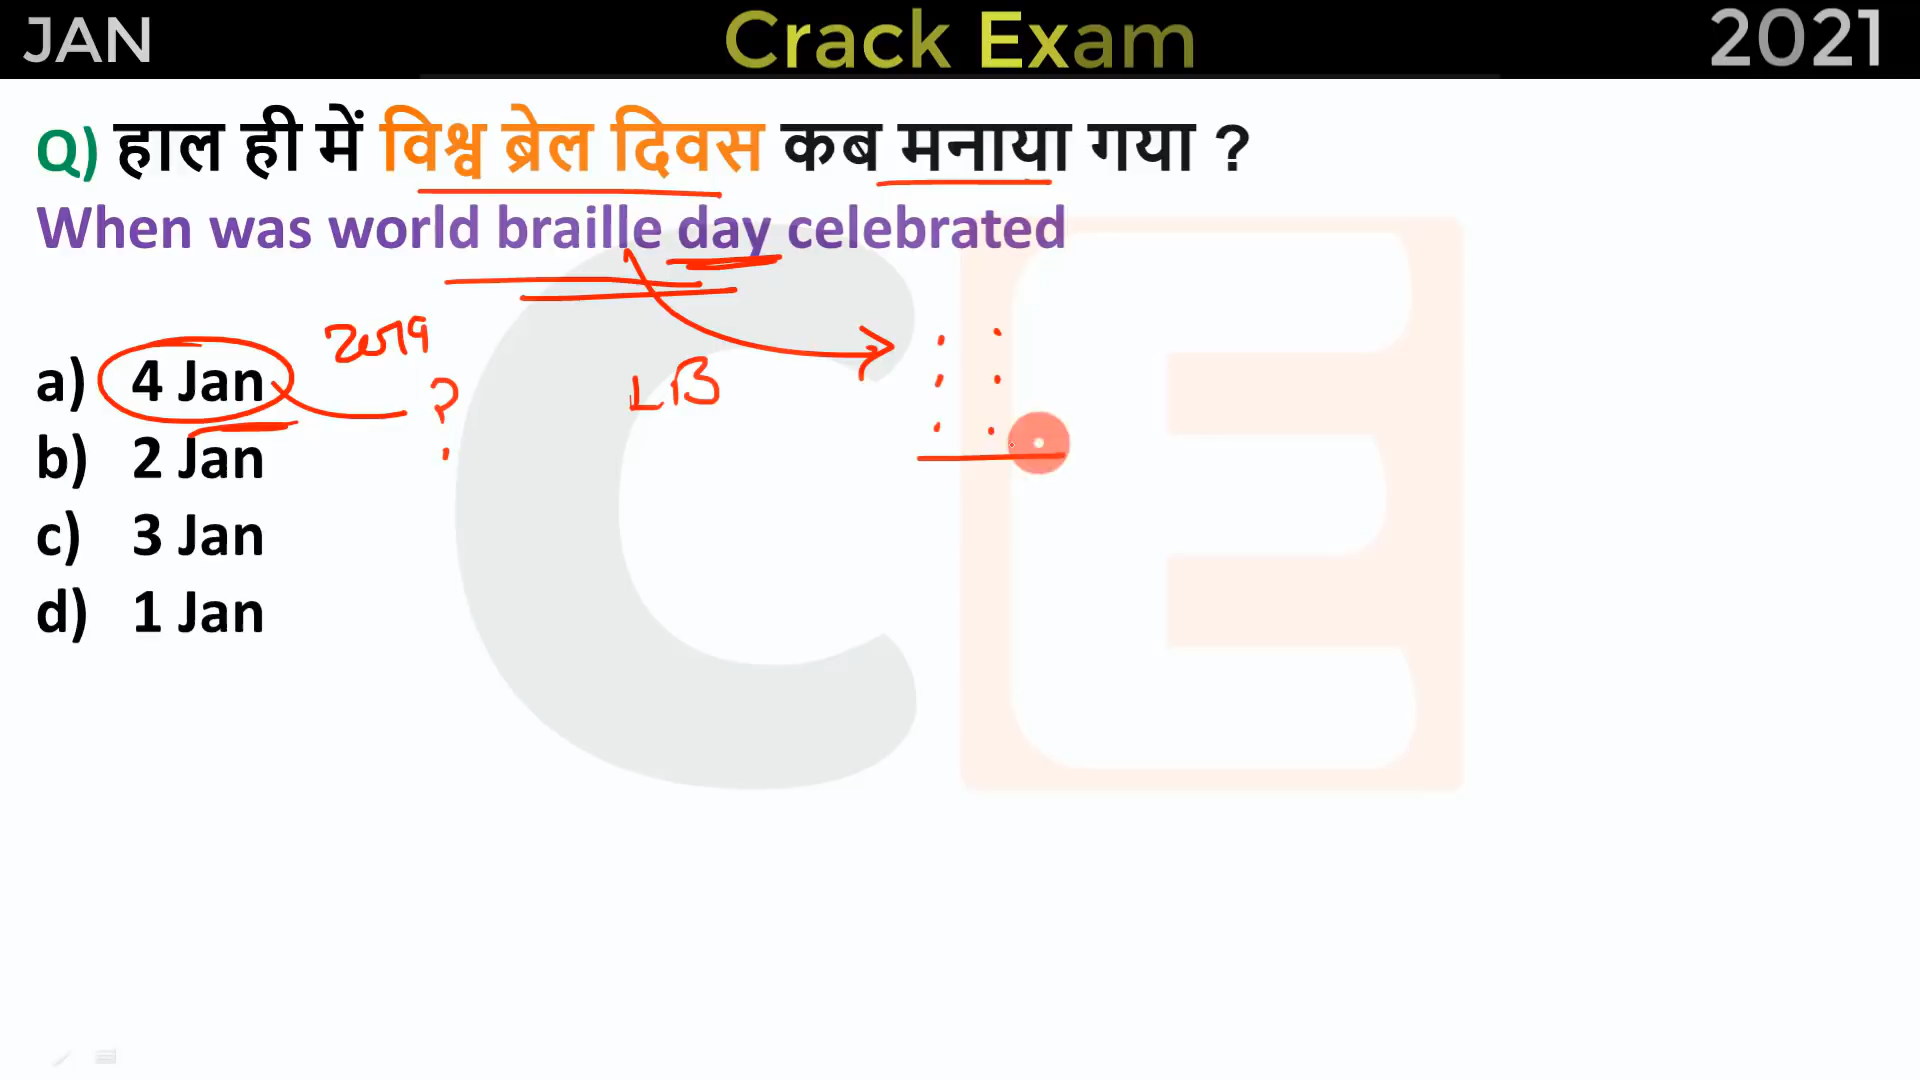 JAN Crack Exam 2021
Q) हाल ही में विश्व ब्रेल दिवस कब मनाया गया ?
When was world braille day celebrated
2019
a) 4 Jan ? LB
b) 2 Jan
c) 3 Jan
d) 1 Jan
CE